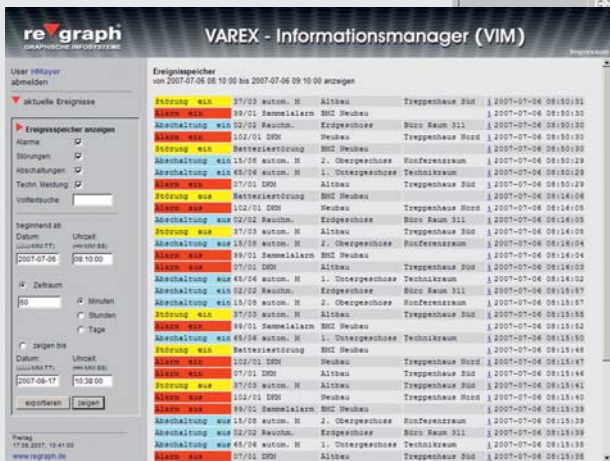 re graph
GRAPHISCHE INFOSYSTEME
VAREX - Informationsmanager (VIM)
Impressum
User HMayer
abmelden
aktuelle Ereignisse
Ereignisspeicher anzeigen
Alarme:
Störungen:
Abschaltungen:
Techn. Meldung:
Volltextsuche:
beginnend ab
Datum: Uhrzeit:
(JJJJ-MM-TT) (HH:MM:SS)
2007-07-06 08:10:00
Zeitraum
60 Minuten
Stunden
Tage
zeigen bis
Datum: Uhrzeit:
(JJJJ-MM-TT) (HH:MM:SS)
2007-08-17 10:38:00
exportieren zeigen
Freitag
17.08.2007, 10:41:00
www.regraph.de
Ereignisspeicher
von 2007-07-06 08:10:00 bis 2007-07-06 09:10:00 anzeigen
Störung ein 37/03 autom. M Altbau Treppenhaus Süd i 2007-07-06 08:50:31
Alarm ein 99/01 Sammelalarm BMZ Neubau i 2007-07-06 08:50:30
Abschaltung ein 02/02 Rauchm. Erdgeschoss Büro Raum 311 i 2007-07-06 08:50:30
Alarm ein 102/01 DKM Neubau Treppenhaus Nord i 2007-07-06 08:50:30
Störung ein Batteriestörung BMZ Neubau i 2007-07-06 08:50:30
Abschaltung ein 15/08 autom. M 2. Obergeschoss Konferenzraum i 2007-07-06 08:50:29
Abschaltung ein 65/06 autom. M 1. Untergeschoss Technikraum i 2007-07-06 08:50:29
Alarm ein 07/01 DKM Altbau Treppenhaus Süd i 2007-07-06 08:50:29
Störung aus Batteriestörung BMZ Neubau i 2007-07-06 08:16:06
Alarm aus 102/01 DKM Neubau Treppenhaus Nord i 2007-07-06 08:16:05
Abschaltung aus 02/02 Rauchm. Erdgeschoss Büro Raum 311 i 2007-07-06 08:16:05
Störung aus 37/03 autom. M Altbau Treppenhaus Süd i 2007-07-06 08:16:05
Abschaltung aus 15/08 autom. M 2. Obergeschoss Konferenzraum i 2007-07-06 08:16:04
Alarm aus 99/01 Sammelalarm BMZ Neubau i 2007-07-06 08:16:04
Alarm aus 07/01 DKM Altbau Treppenhaus Süd i 2007-07-06 08:16:03
Abschaltung aus 65/06 autom. M 1. Untergeschoss Technikraum i 2007-07-06 08:16:02
Abschaltung ein 02/02 Rauchm. Erdgeschoss Büro Raum 311 i 2007-07-06 08:15:57
Abschaltung ein 15/08 autom. M 2. Obergeschoss Konferenzraum i 2007-07-06 08:15:57
Störung ein 37/03 autom. M Altbau Treppenhaus Süd i 2007-07-06 08:15:55
Alarm ein 99/01 Sammelalarm BMZ Neubau i 2007-07-06 08:15:52
Abschaltung ein 65/06 autom. M 1. Untergeschoss Technikraum i 2007-07-06 08:15:50
Störung ein Batteriestörung BMZ Neubau i 2007-07-06 08:15:48
Alarm ein 102/01 DKM Neubau Treppenhaus Nord i 2007-07-06 08:15:47
Alarm ein 07/01 DKM Altbau Treppenhaus Süd i 2007-07-06 08:15:46
Störung aus 37/03 autom. M Altbau Treppenhaus Süd i 2007-07-06 08:15:41
Alarm aus 102/01 DKM Neubau Treppenhaus Nord i 2007-07-06 08:15:40
Alarm aus 99/01 Sammelalarm BMZ Neubau i 2007-07-06 08:15:39
Abschaltung aus 15/08 autom. M 2. Obergeschoss Konferenzraum i 2007-07-06 08:15:38
Abschaltung aus 02/02 Rauchm. Erdgeschoss Büro Raum 311 i 2007-07-06 08:15:38
Abschaltung aus 65/06 autom. M 1. Untergeschoss Technikraum i 2007-07-06 08:15:38
Alarm aus 07/01 DKM Altbau Treppenhaus Süd i 2007-07-06 08:15:38